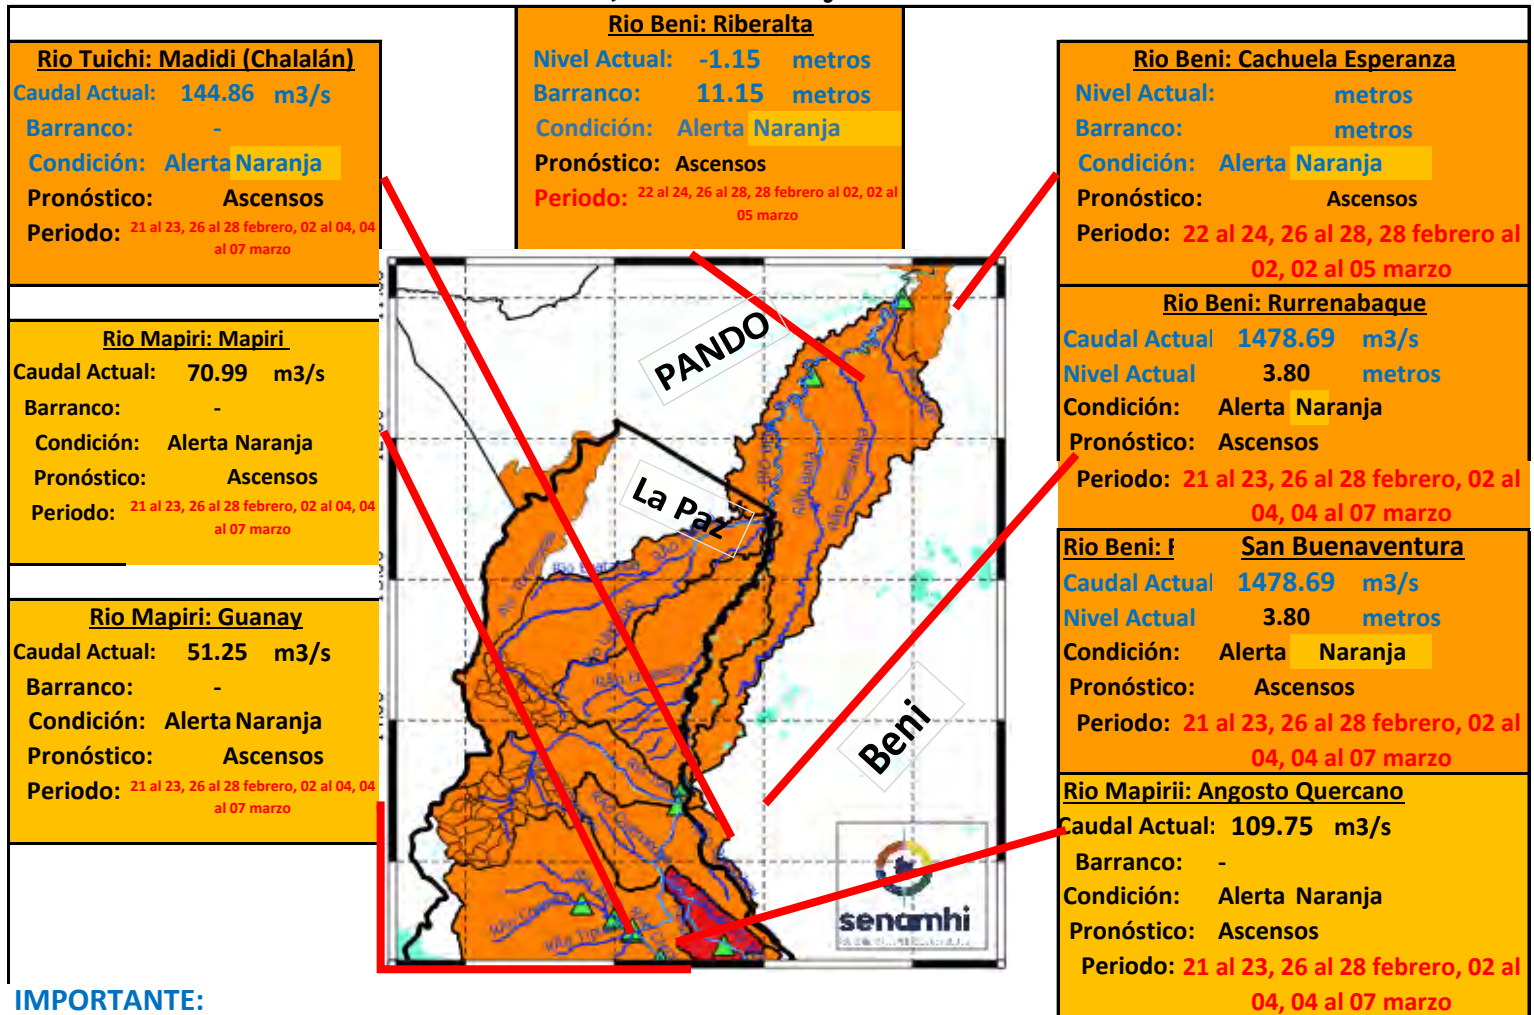 Rio Tuichi: Madidi (Chalalán)
Caudal Actual: 144.86 m3/s
Barranco: -
Condición: Alerta Naranja
Pronóstico: Ascensos
Periodo: 21 al 23, 26 al 28 febrero, 02 al 04, 04
al 07 marzo
Rio Mapiri: Mapiri
Caudal Actual: 70.99 m3/s
Barranco: -
Condición: Alerta Naranja
Pronóstico: Ascensos
Periodo: 21 al 23, 26 al 28 febrero, 02 al 04, 04
al 07 marzo
Rio Mapiri: Guanay
Caudal Actual: 51.25 m3/s
Barranco: -
Condición: Alerta Naranja
Pronóstico: Ascensos
Periodo: 21 al 23, 26 al 28 febrero, 02 al 04, 04
al 07 marzo
IMPORTANTE:
Rio Beni: Riberalta
Nivel Actual: -1.15 metros
Barranco: 11.15 metros
Condición: Alerta Naranja
Pronóstico: Ascensos
Periodo: 22 al 24, 26 al 28, 28 febrero al 02, 02 al
05 marzo
PANDO
La Paz
Beni
senamhi
Rio Beni: Cachuela Esperanza
Nivel Actual: metros
Barranco: metros
Condición: Alerta Naranja
Pronóstico: Ascensos
Periodo: 22 al 24, 26 al 28, 28 febrero al
02, 02 al 05 marzo
Rio Beni: Rurrenabaque
Caudal Actual 1478.69 m3/s
Nivel Actual 3.80 metros
Condición: Alerta Naranja
Pronóstico: Ascensos
Periodo: 21 al 23, 26 al 28 febrero, 02 al
04, 04 al 07 marzo
Rio Beni: San Buenaventura
Caudal Actual 1478.69 m3/s
Nivel Actual 3.80 metros
Condición: Alerta Naranja
Pronóstico: Ascensos
Periodo: 21 al 23, 26 al 28 febrero, 02 al
04, 04 al 07 marzo
Rio Mapirii: Angosto Quercano
Caudal Actual: 109.75 m3/s
Barranco: -
Condición: Alerta Naranja
Pronóstico: Ascensos
Periodo: 21 al 23, 26 al 28 febrero, 02 al
04, 04 al 07 marzo